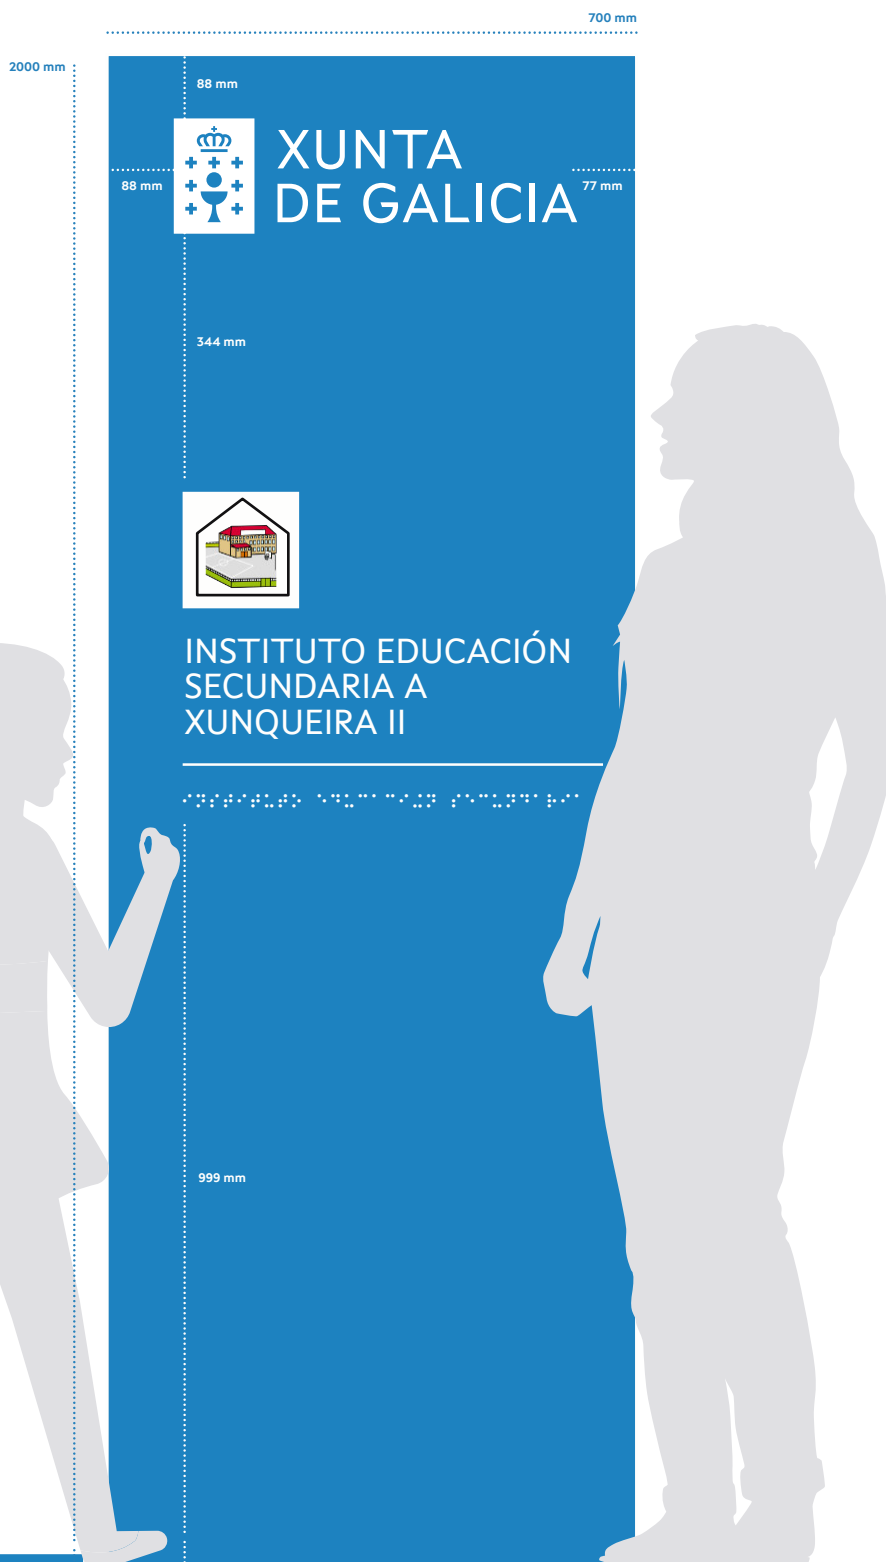 700 mm
2000 mm
88 mm
XUNTA
DE GALICIA
88 mm
77 mm
344 mm
INSTITUTO EDUCACIÓN
SECUNDARIA A
XUNQUEIRA II
⠊⠝⠎⠞⠊⠞⠥⠞⠕ ⠑⠙⠥⠉⠁⠉⠊⠥⠝ ⠎⠑⠉⠥⠝⠙⠁⠗⠊⠁
999 mm